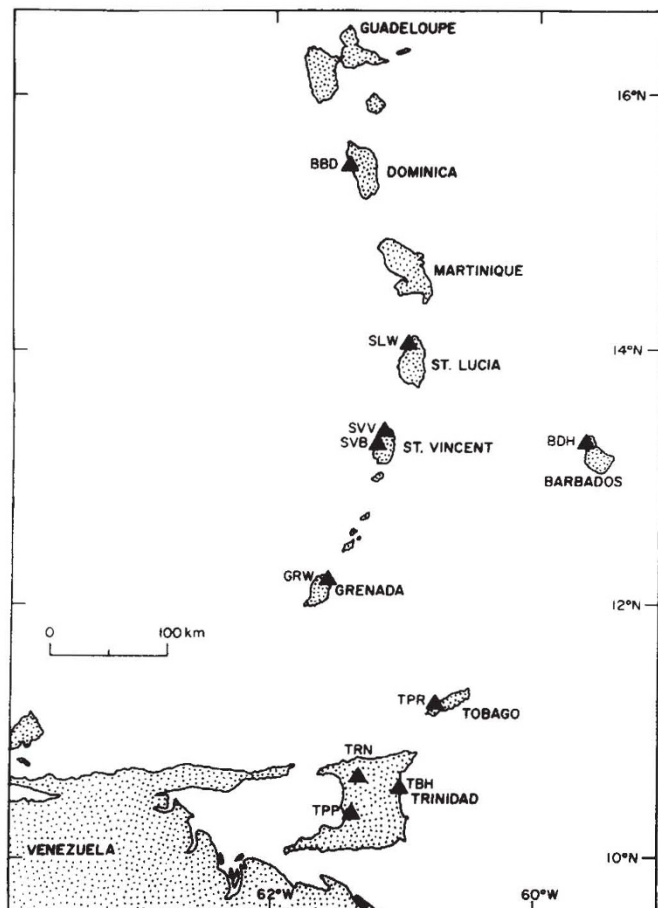 GUADELOUPE
16°N
BBD
DOMINICA
MARTINIQUE
SLW
14°N
ST. LUCIA
SVV
SVB
ST. VINCENT
BDH
BARBADOS
GRW
GRENADA
12°N
0 100 km
TPR
TOBAGO
TRN
TBH
TRINIDAD
TPP
VENEZUELA
10°N
62°W
60°W